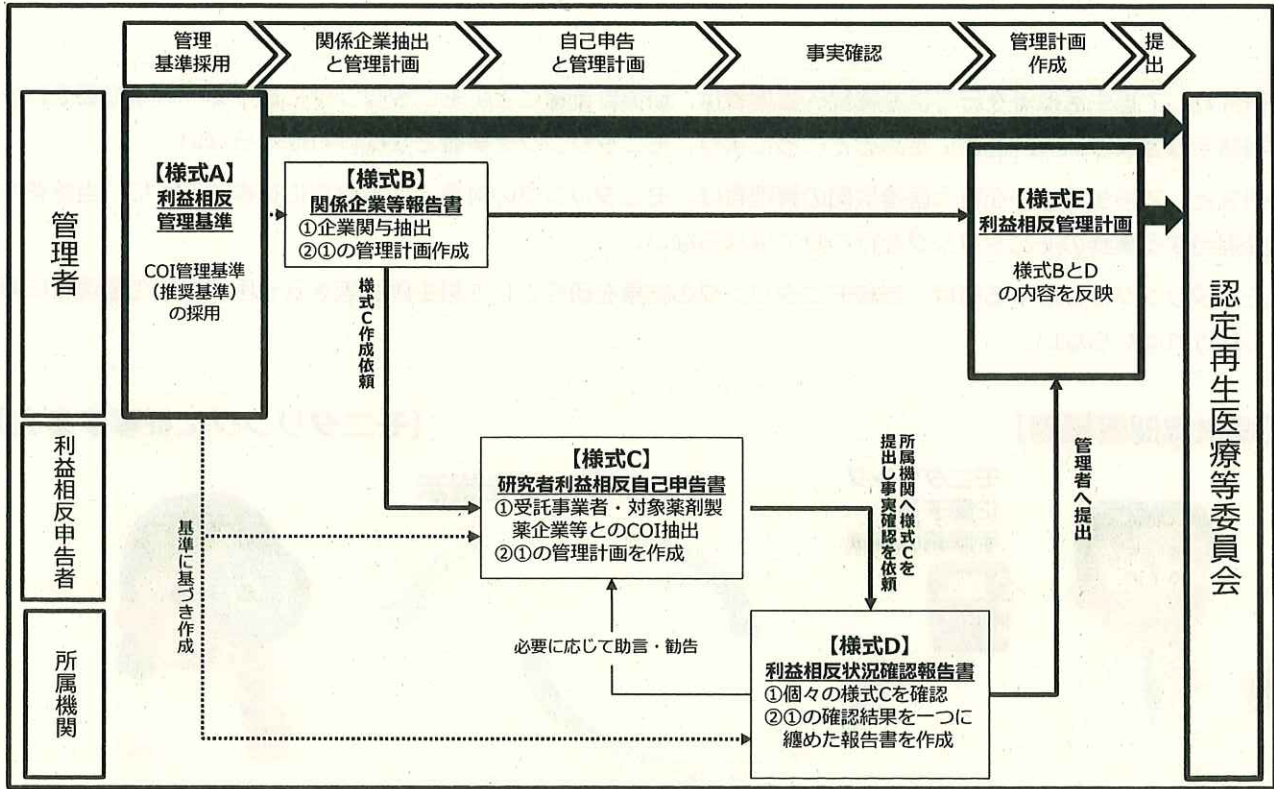 管理
基準採用
関係企業抽出
と管理計画
自己申告
と管理計画
事実確認
管理計画
作成
提出
管理者
【様式A】
利益相反
管理基準
COI管理基準
(推奨基準)
の採用
【様式B】
関係企業等報告書
①企業関与抽出
②①の管理計画作成
【様式E】
利益相反管理計画
様式BとD
の内容を反映
認定再生医療等委員会
様式C作成依頼
利益相反申告者
【様式C】
研究者利益相反自己申告書
①受託事業者・対象薬剤製
薬企業等とのCOI抽出
②①の管理計画を作成
所属機関へ様式Cを
提出し事実確認を依頼
管理者へ提出
基準に基づき作成
所属機関
必要に応じて助言・勧告
【様式D】
利益相反状況確認報告書
①個々の様式Cを確認
②①の確認結果を一つに
纏めた報告書を作成